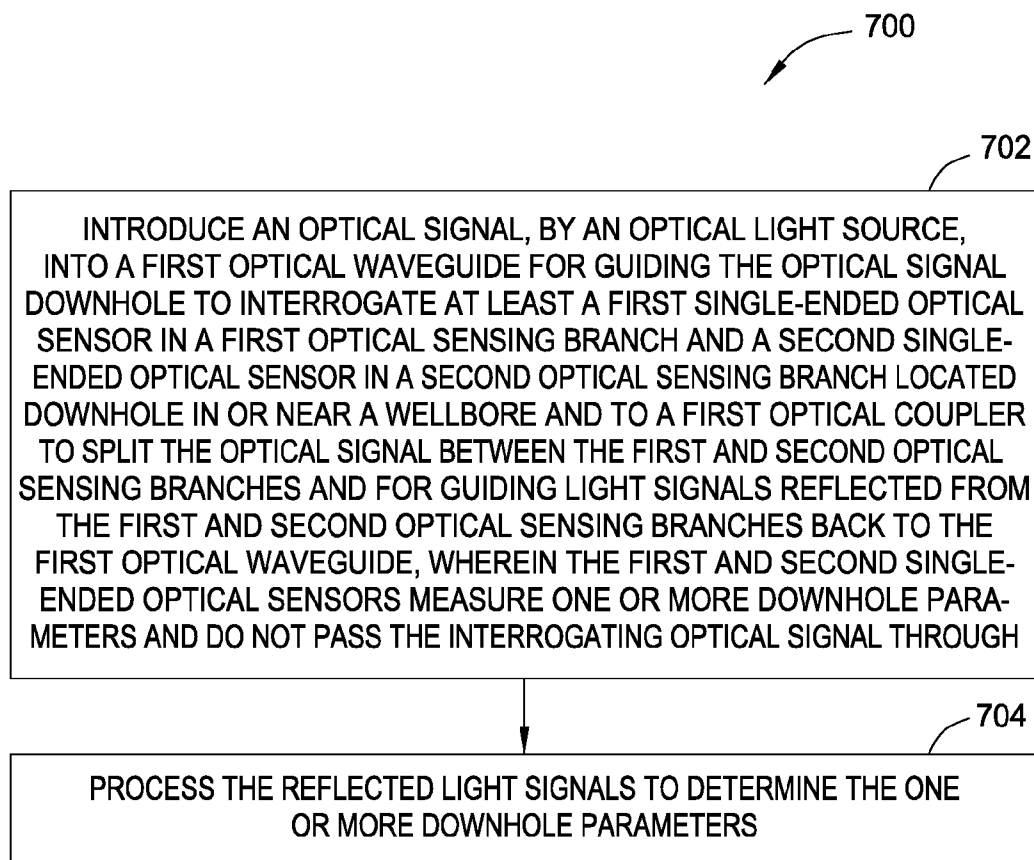 700
702
INTRODUCE AN OPTICAL SIGNAL, BY AN OPTICAL LIGHT SOURCE,
INTO A FIRST OPTICAL WAVEGUIDE FOR GUIDING THE OPTICAL SIGNAL
DOWNHOLE TO INTERROGATE AT LEAST A FIRST SINGLE-ENDED OPTICAL
SENSOR IN A FIRST OPTICAL SENSING BRANCH AND A SECOND SINGLE-
ENDED OPTICAL SENSOR IN A SECOND OPTICAL SENSING BRANCH LOCATED
DOWNHOLE IN OR NEAR A WELLBORE AND TO A FIRST OPTICAL COUPLER
TO SPLIT THE OPTICAL SIGNAL BETWEEN THE FIRST AND SECOND OPTICAL
SENSING BRANCHES AND FOR GUIDING LIGHT SIGNALS REFLECTED FROM
THE FIRST AND SECOND OPTICAL SENSING BRANCHES BACK TO THE
FIRST OPTICAL WAVEGUIDE, WHEREIN THE FIRST AND SECOND SINGLE-
ENDED OPTICAL SENSORS MEASURE ONE OR MORE DOWNHOLE PARA-
METERS AND DO NOT PASS THE INTERROGATING OPTICAL SIGNAL THROUGH
704
PROCESS THE REFLECTED LIGHT SIGNALS TO DETERMINE THE ONE
OR MORE DOWNHOLE PARAMETERS